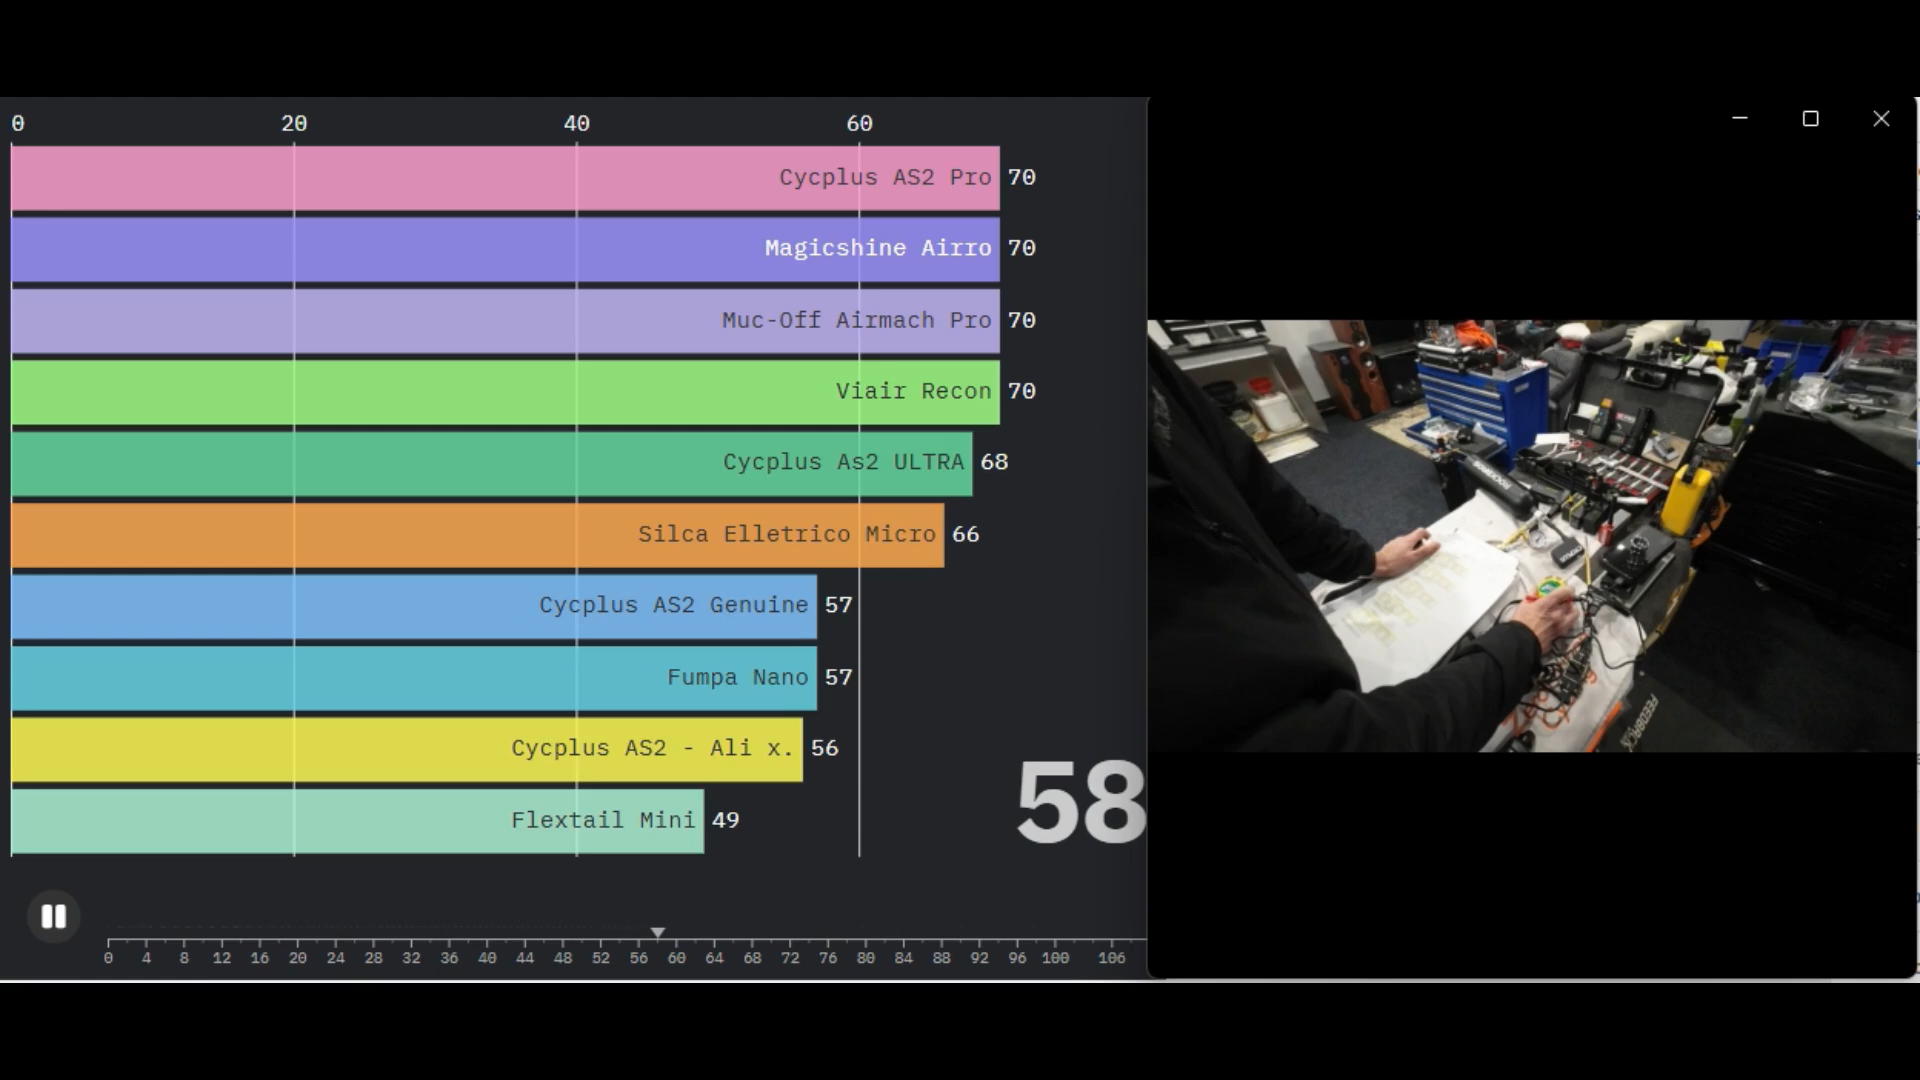 0 20 40 60
Cycplus AS2 Pro 70
Magicshine Airro 70
Muc-Off Airmach Pro 70
Viair Recon 70
Cycplus As2 ULTRA 68
Silca Elletrico Micro 66
Cycplus AS2 Genuine 57
Fumpa Nano 57
Cycplus AS2 - Ali x. 56
Flextail Mini 49
58
0 4 8 12 16 20 24 28 32 36 40 44 48 52 56 60 64 68 72 76 80 84 88 92 96 100 106
ROCKBROS
CYCPLUS
FEEDBACK